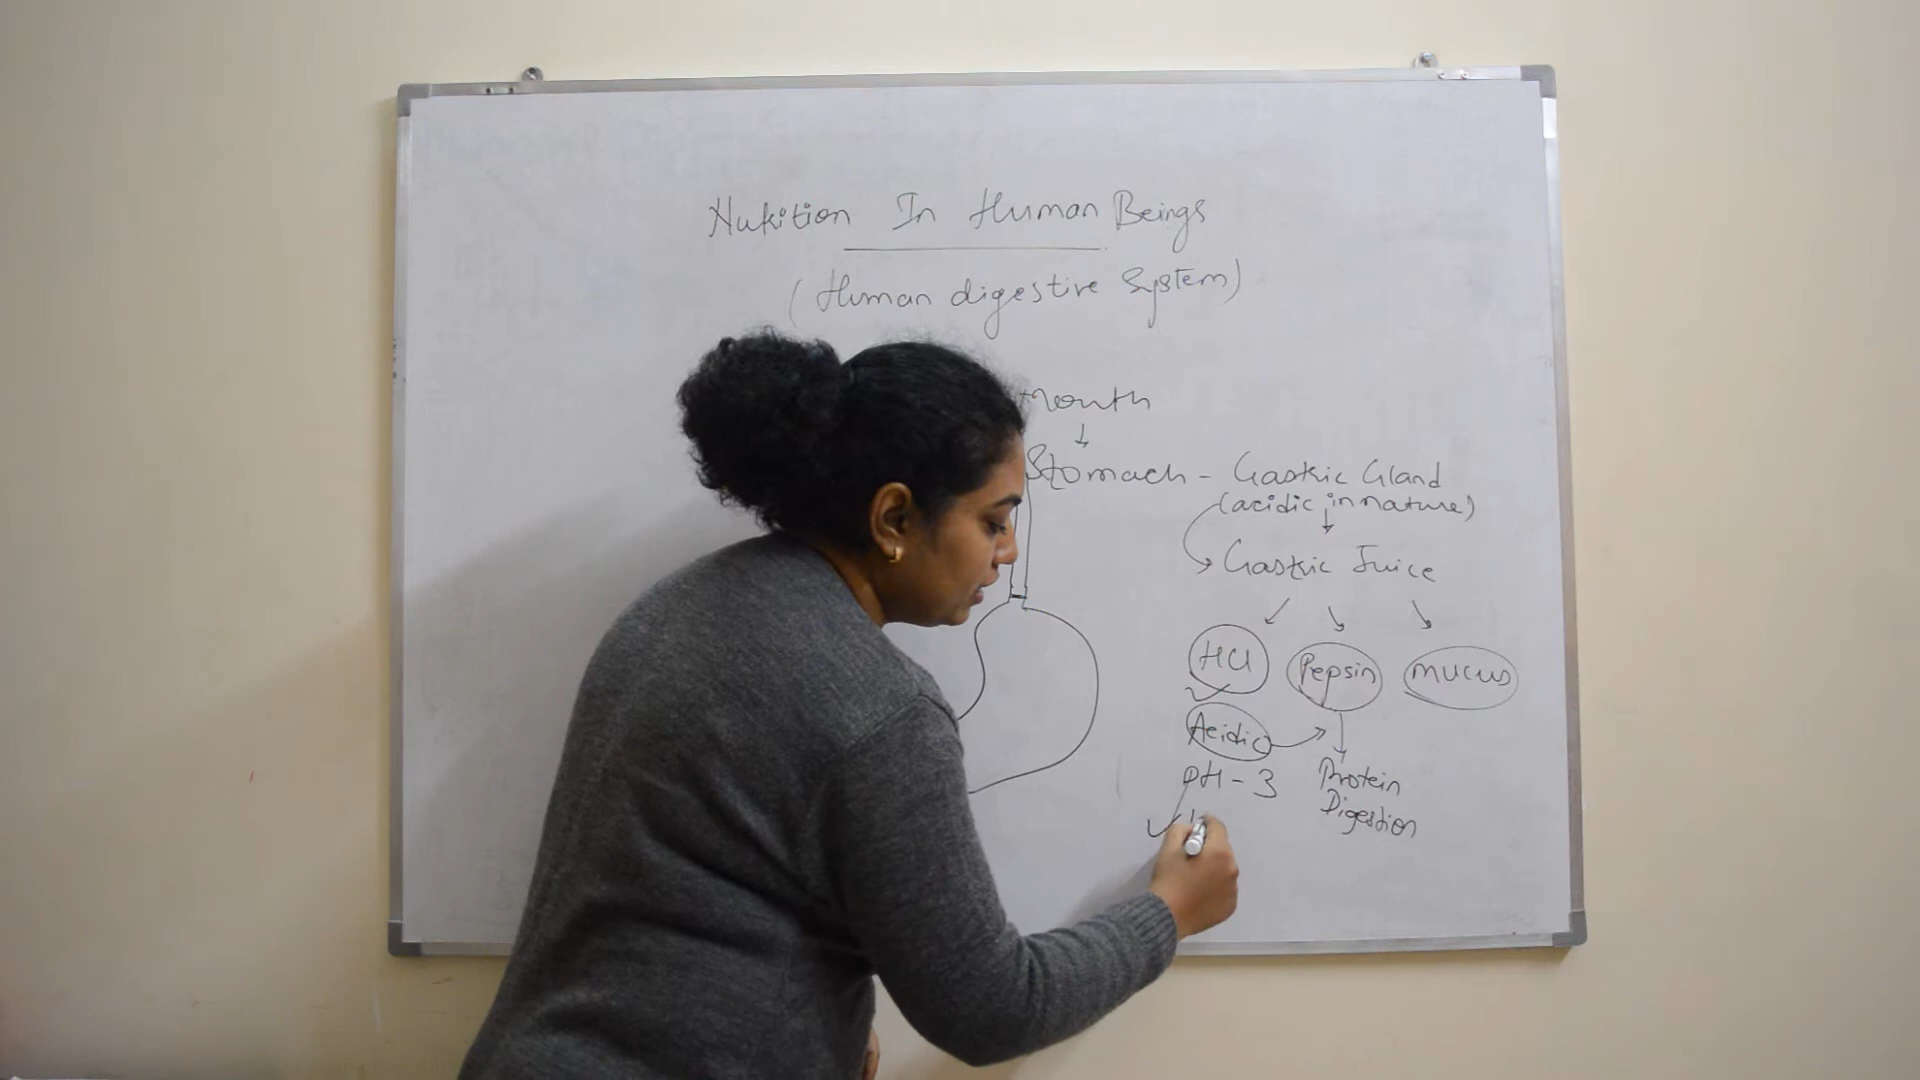 Nutrition In Human Beings
(Human digestive System)
Mouth
↓
Stomach - Gastric Gland
(acidic in nature)
Gastric Juice
HCl Pepsin mucus
Acidic
pH - 3
Protein
Digestion